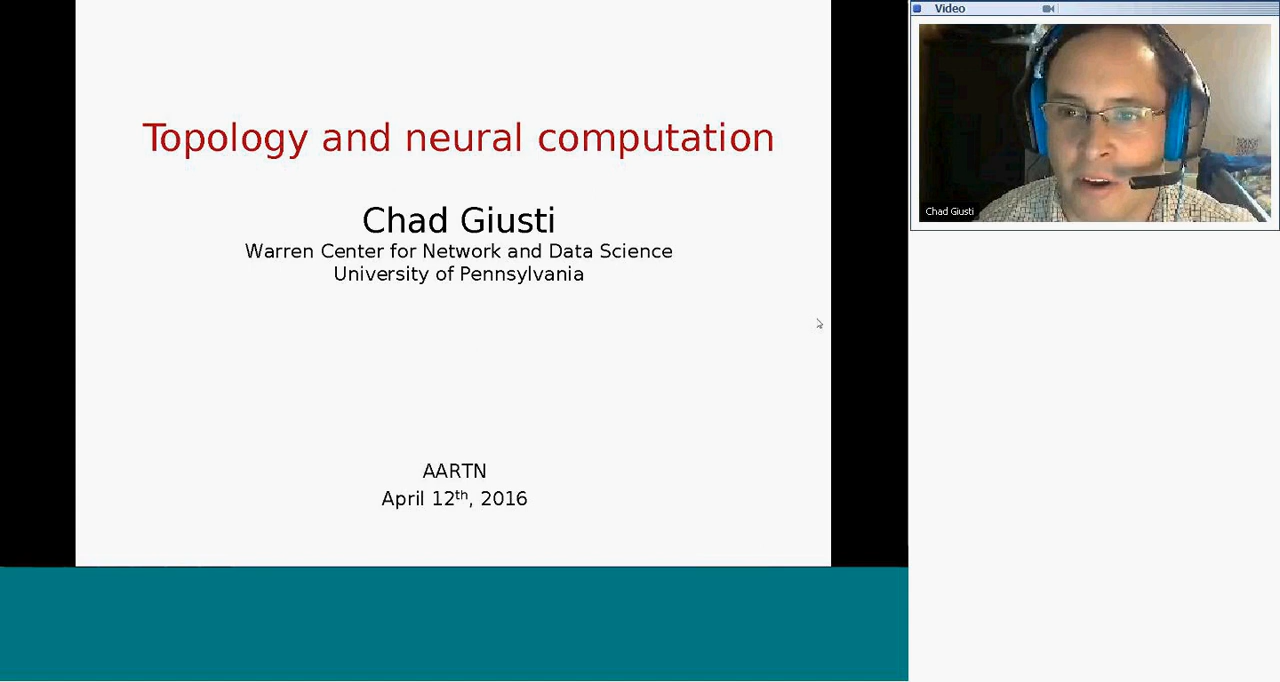 Topology and neural computation
Chad Giusti
Warren Center for Network and Data Science
University of Pennsylvania
AARTN
April 12th, 2016
Video
Chad Giusti